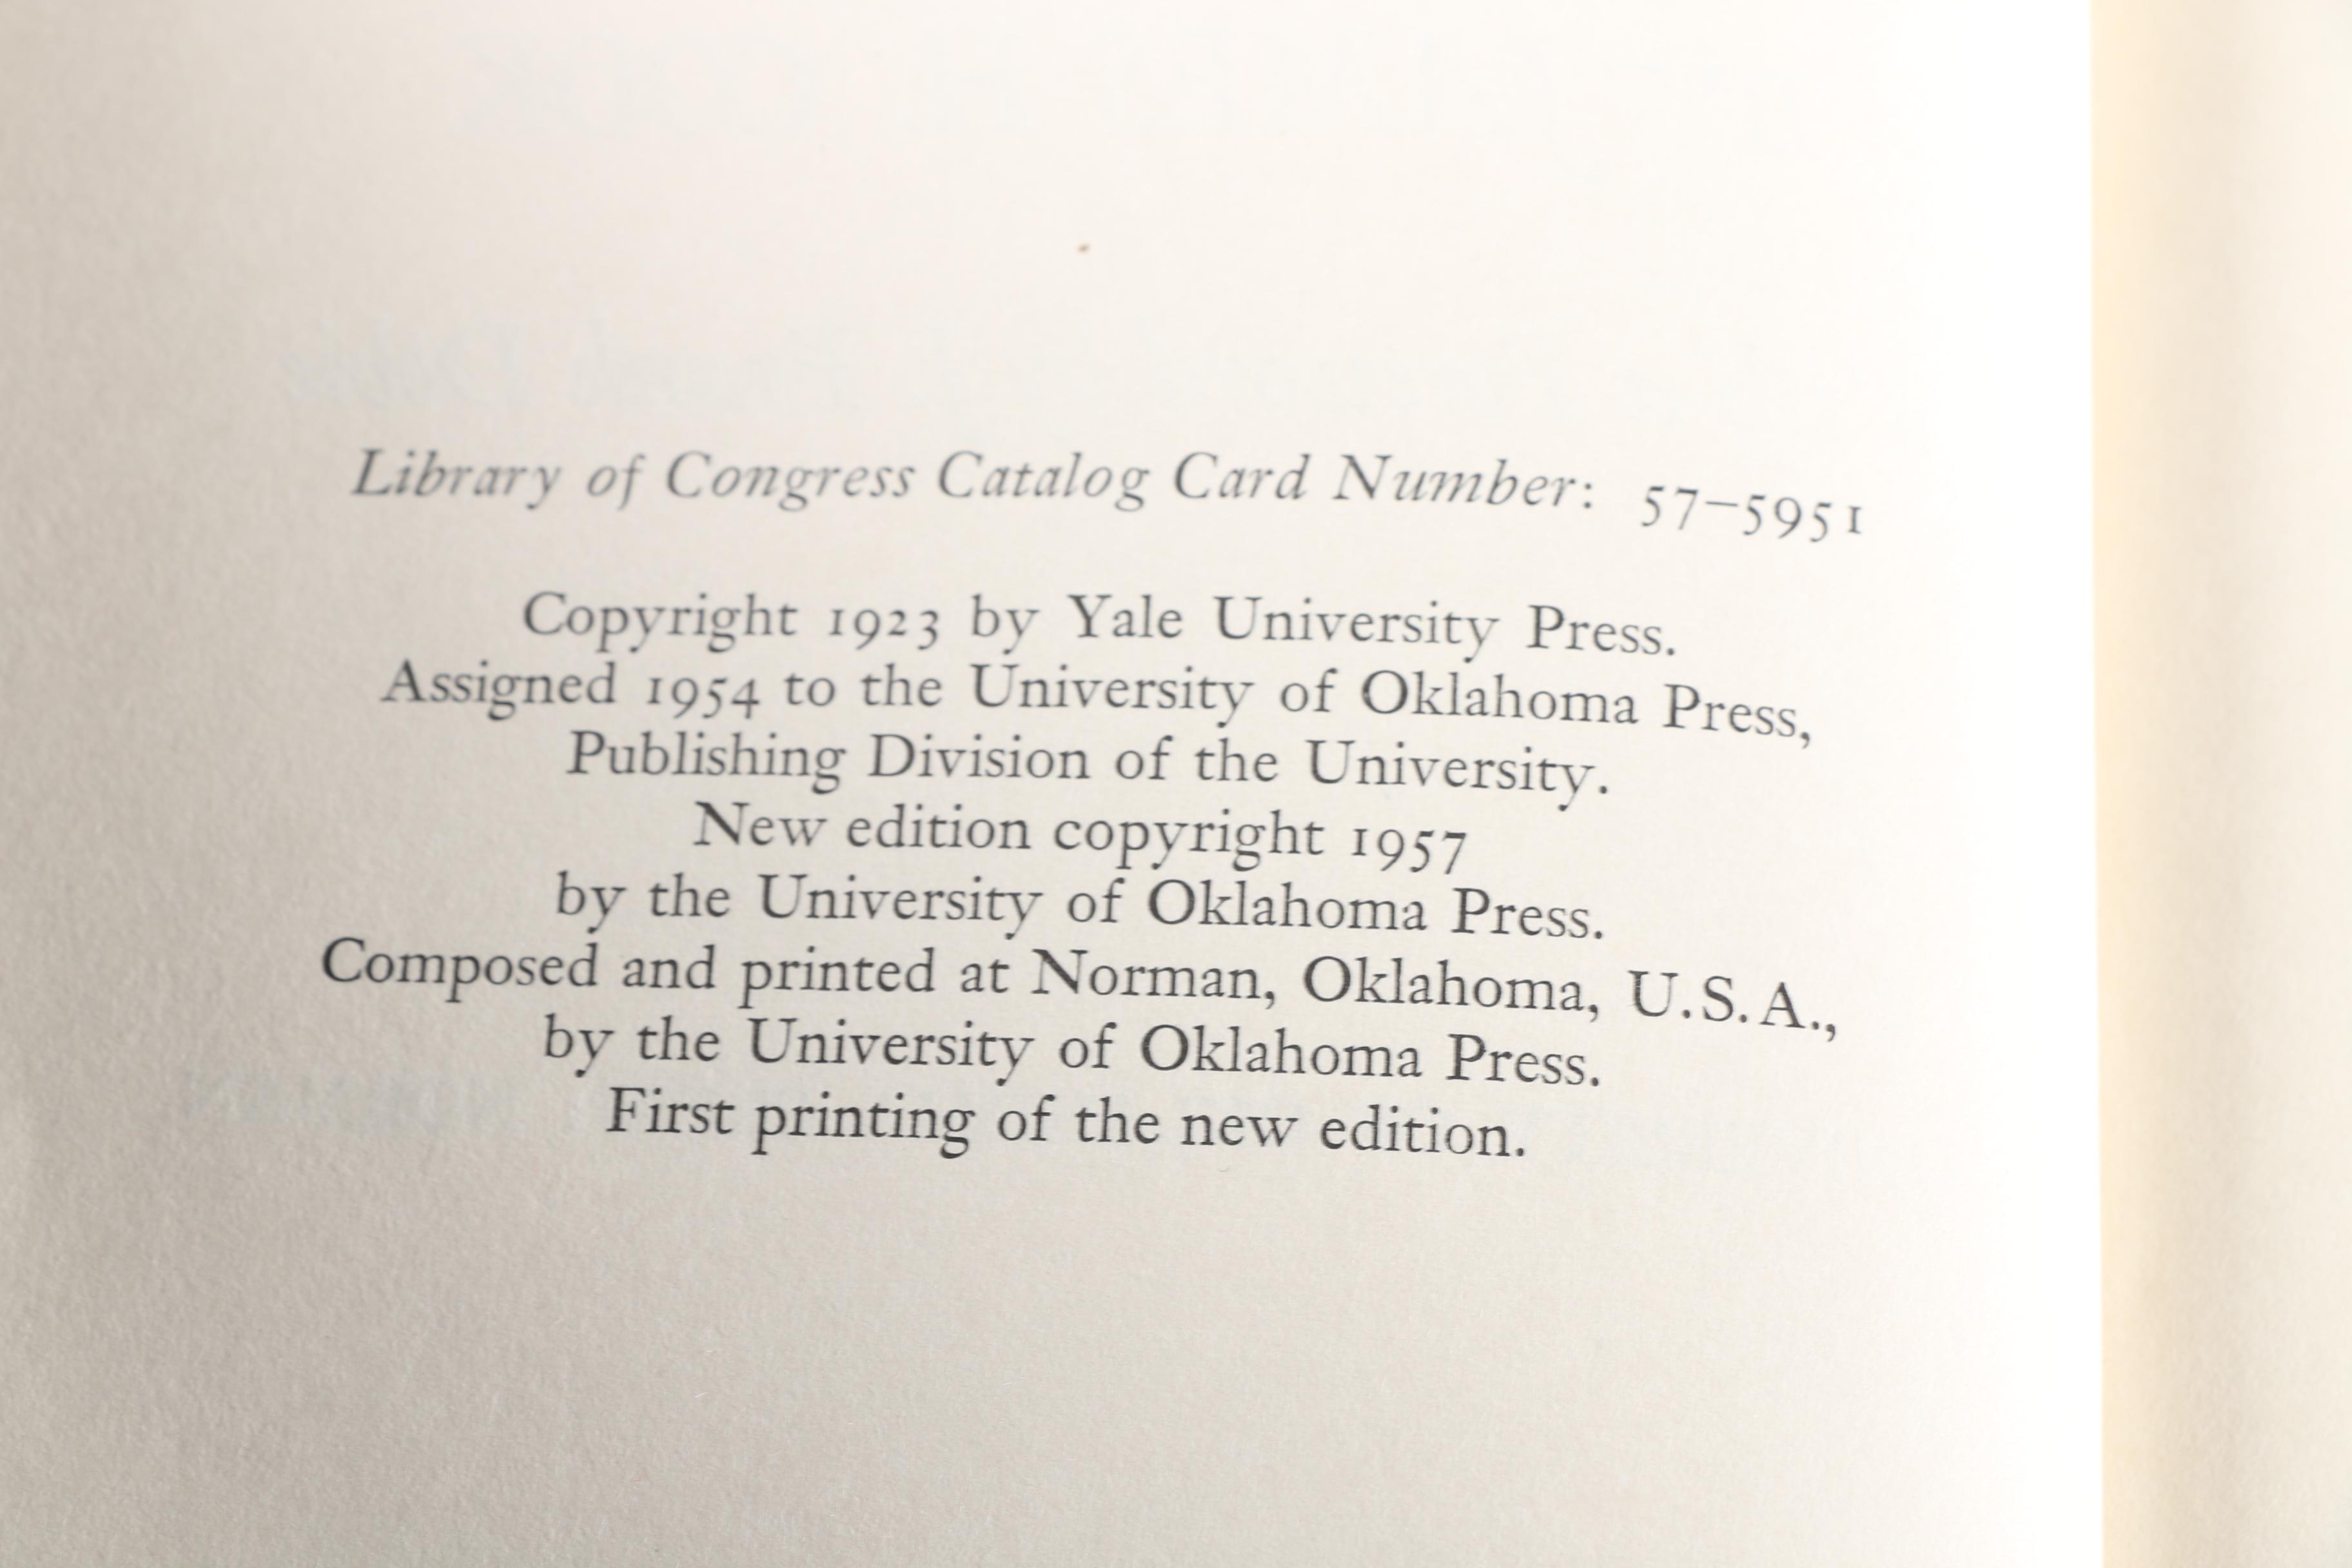 Library of Congress Catalog Card Number: 57–5951
Copyright 1923 by Yale University Press.
Assigned 1954 to the University of Oklahoma Press,
Publishing Division of the University.
New edition copyright 1957
by the University of Oklahoma Press.
Composed and printed at Norman, Oklahoma, U.S.A.,
by the University of Oklahoma Press.
First printing of the new edition.